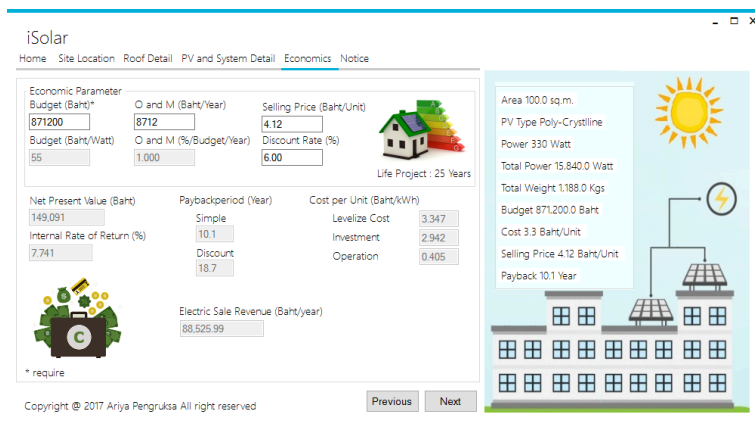 iSolar
Home Site Location Roof Detail PV and System Detail Economics Notice
Economic Parameter
Budget (Baht)* O and M (Baht/Year) Selling Price (Baht/Unit)
871200 8712 4.12
Budget (Baht/Watt) O and M (%/Budget/Year) Discount Rate (%)
55 1.000 6.00
Life Project : 25 Years
Net Present Value (Baht) Paybackperiod (Year) Cost per Unit (Baht/kWh)
149,091 Simple Levelize Cost 3.347
Internal Rate of Return (%) 10.1 Investment 2.942
7.741 Discount Operation 0.405
18.7
Electric Sale Revenue (Baht/year)
88,525.99
C
* require
Previous Next
Copyright @ 2017 Ariya Pengruksa All right reserved
Area 100.0 sq.m.
PV Type Poly-Crystlline
Power 330 Watt
Total Power 15.840.0 Watt
Total Weight 1.188.0 Kgs
Budget 871,200.0 Baht
Cost 3.3 Baht/Unit
Selling Price 4.12 Baht/Unit
Payback 10.1 Year